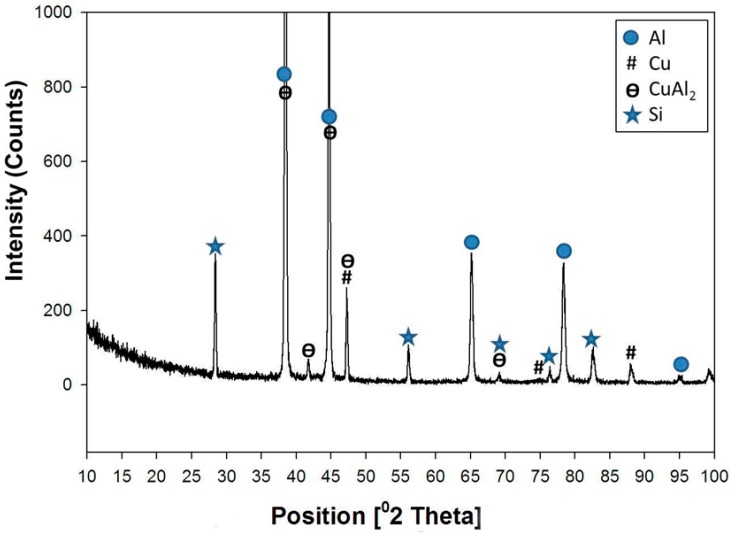 1000
800
600
400
200
0
Intensity (Counts)
Al
# Cu
ϴ CuAl2
Si
ϴ
ϴ
ϴ
#
ϴ
ϴ
#
#
10 15 20 25 30 35 40 45 50 55 60 65 70 75 80 85 90 95 100
Position [⁰2 Theta]